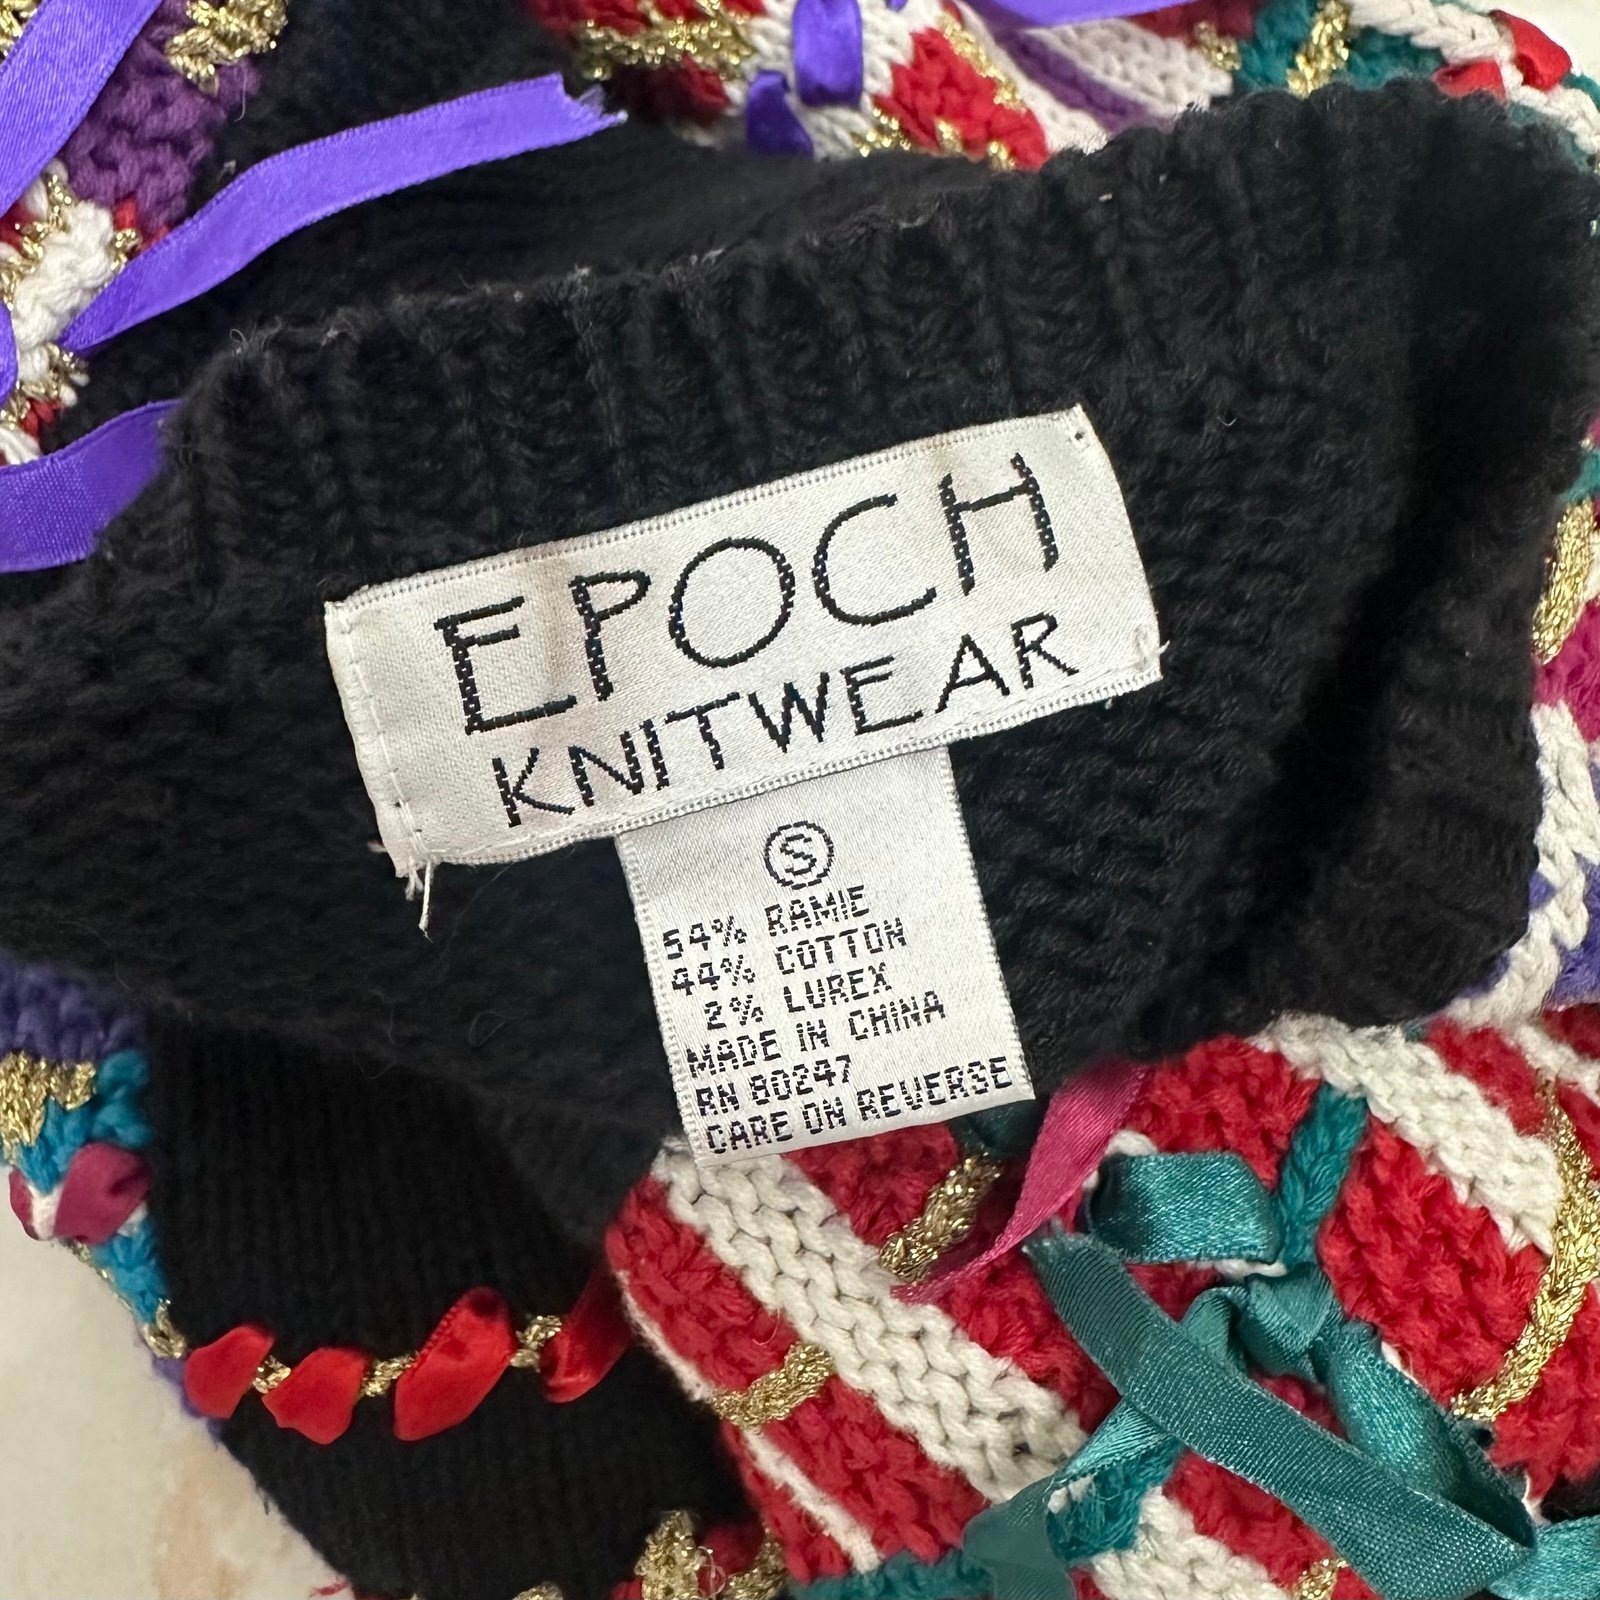 EPOCH
KNITWEAR
S
54% RAMIE
44% COTTON
2% LUREX
MADE IN CHINA
RN 80247
CARE ON REVERSE